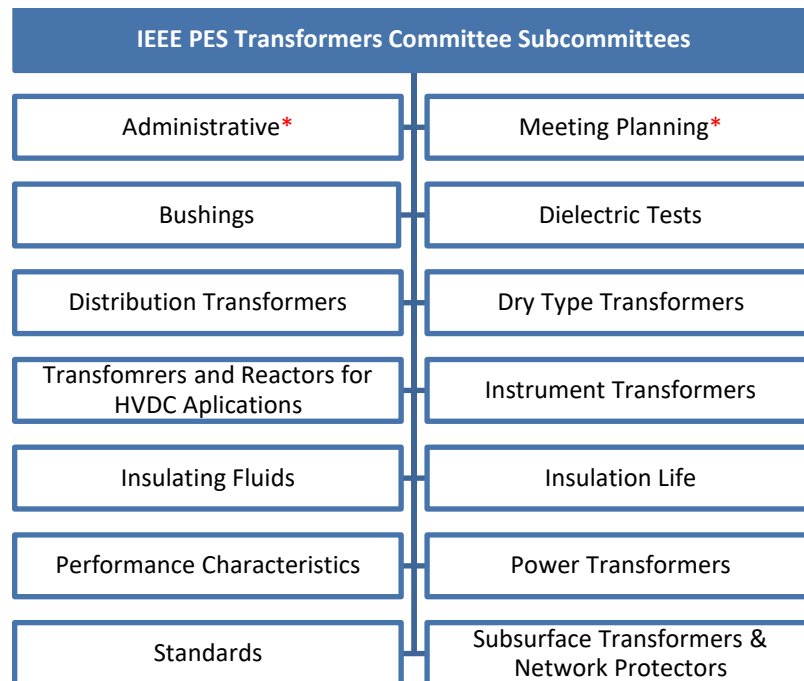 IEEE PES Transformers Committee Subcommittees
Administrative*
Meeting Planning*
Bushings
Dielectric Tests
Distribution Transformers
Dry Type Transformers
Transfomrers and Reactors for
HVDC Aplications
Instrument Transformers
Insulating Fluids
Insulation Life
Performance Characteristics
Power Transformers
Standards
Subsurface Transformers &
Network Protectors